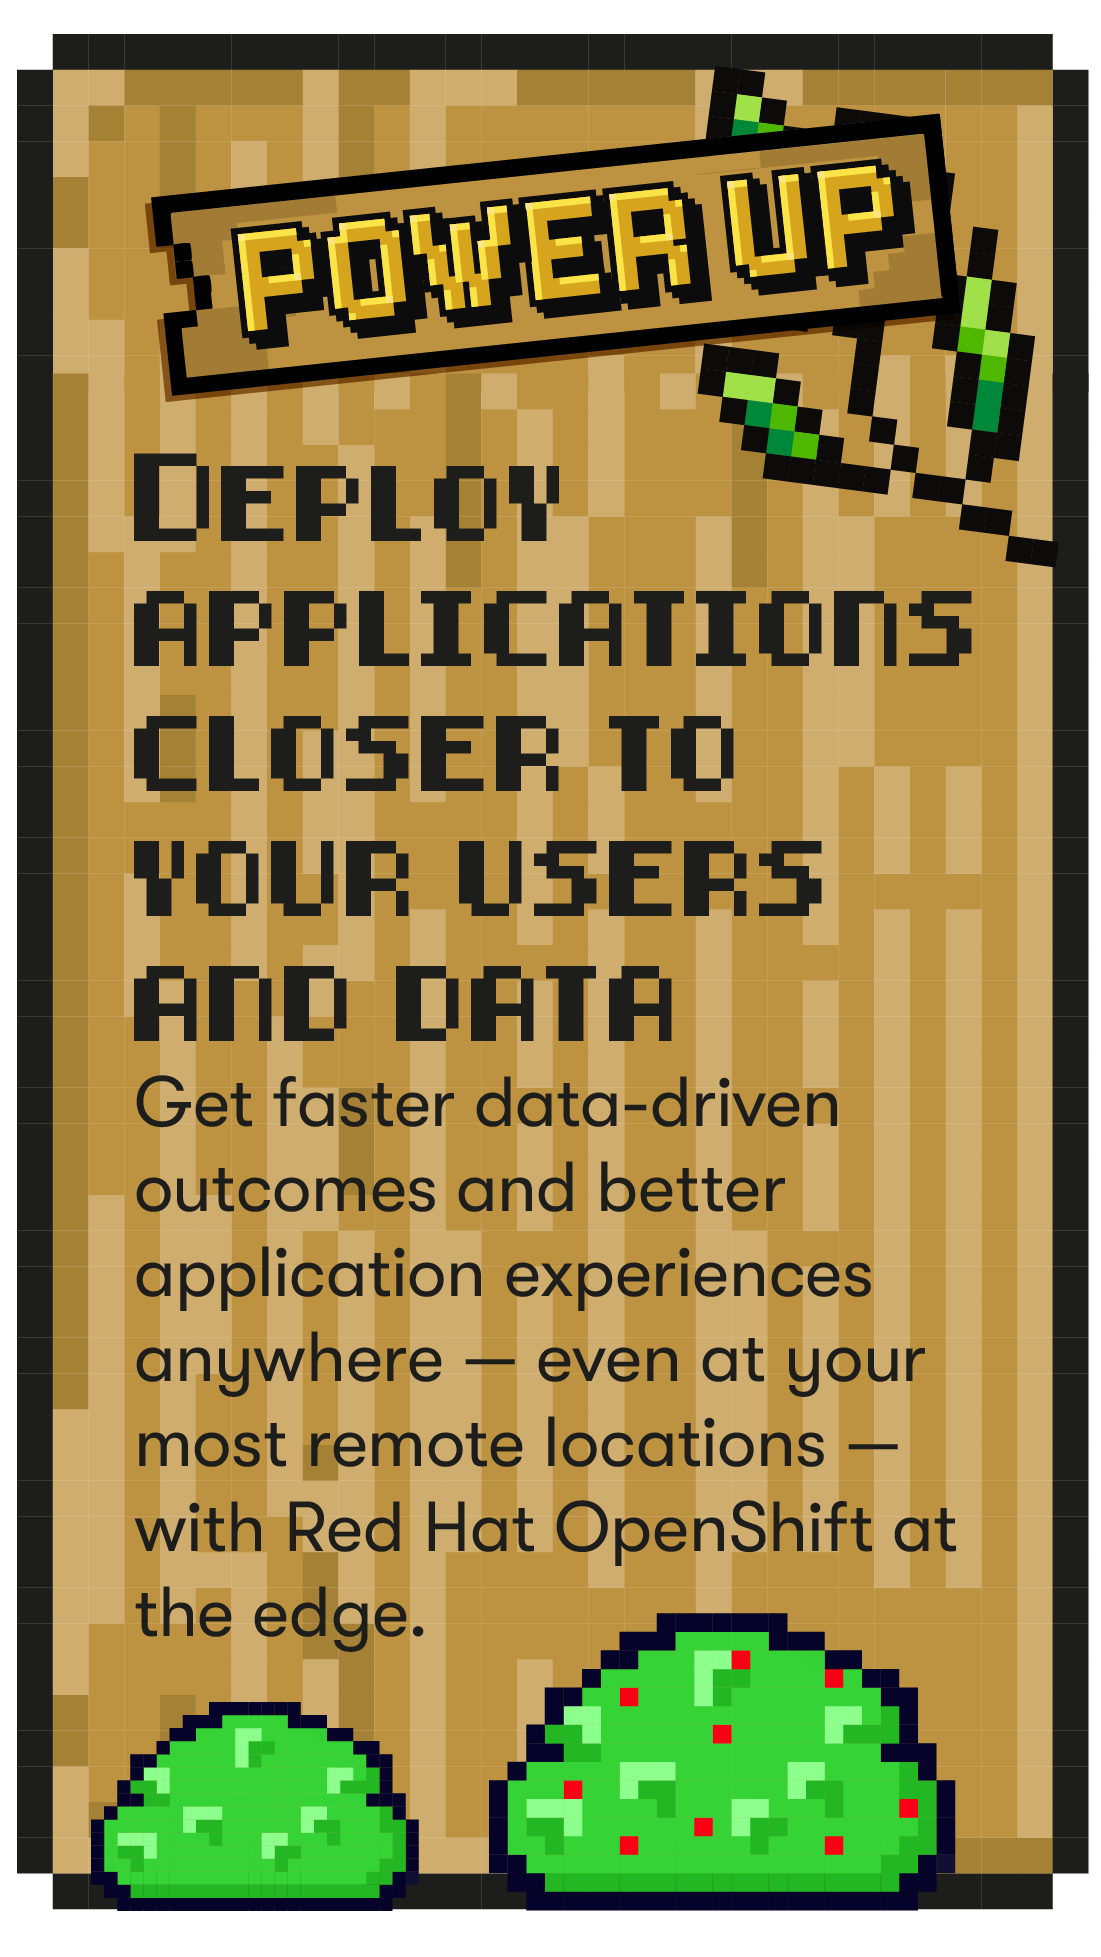 POWER UP
DEPLOY
APPLICATIONS
CLOSER TO
YOUR USERS
AND DATA
Get faster data-driven
outcomes and better
application experiences
anywhere — even at your
most remote locations —
with Red Hat OpenShift at
the edge.